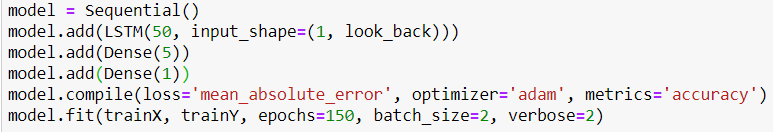 model = Sequential()
model.add(LSTM(50, input_shape=(1, look_back)))
model.add(Dense(5))
model.add(Dense(1))
model.compile(loss='mean_absolute_error', optimizer='adam', metrics='accuracy')
model.fit(trainX, trainY, epochs=150, batch_size=2, verbose=2)